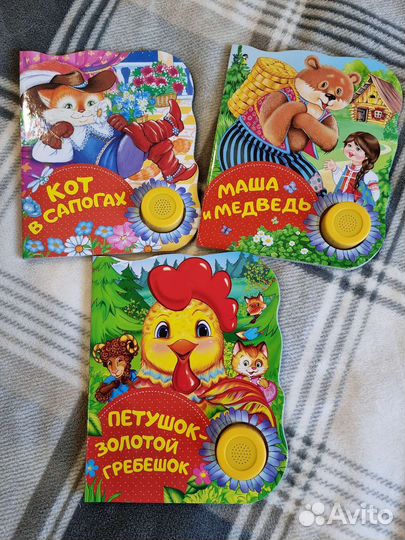 КОТ
В САПОГАХ
МАША
И МЕДВЕДЬ
ПЕТУШОК-
ЗОЛОТОЙ
ГРЕБЕШОК
Avito